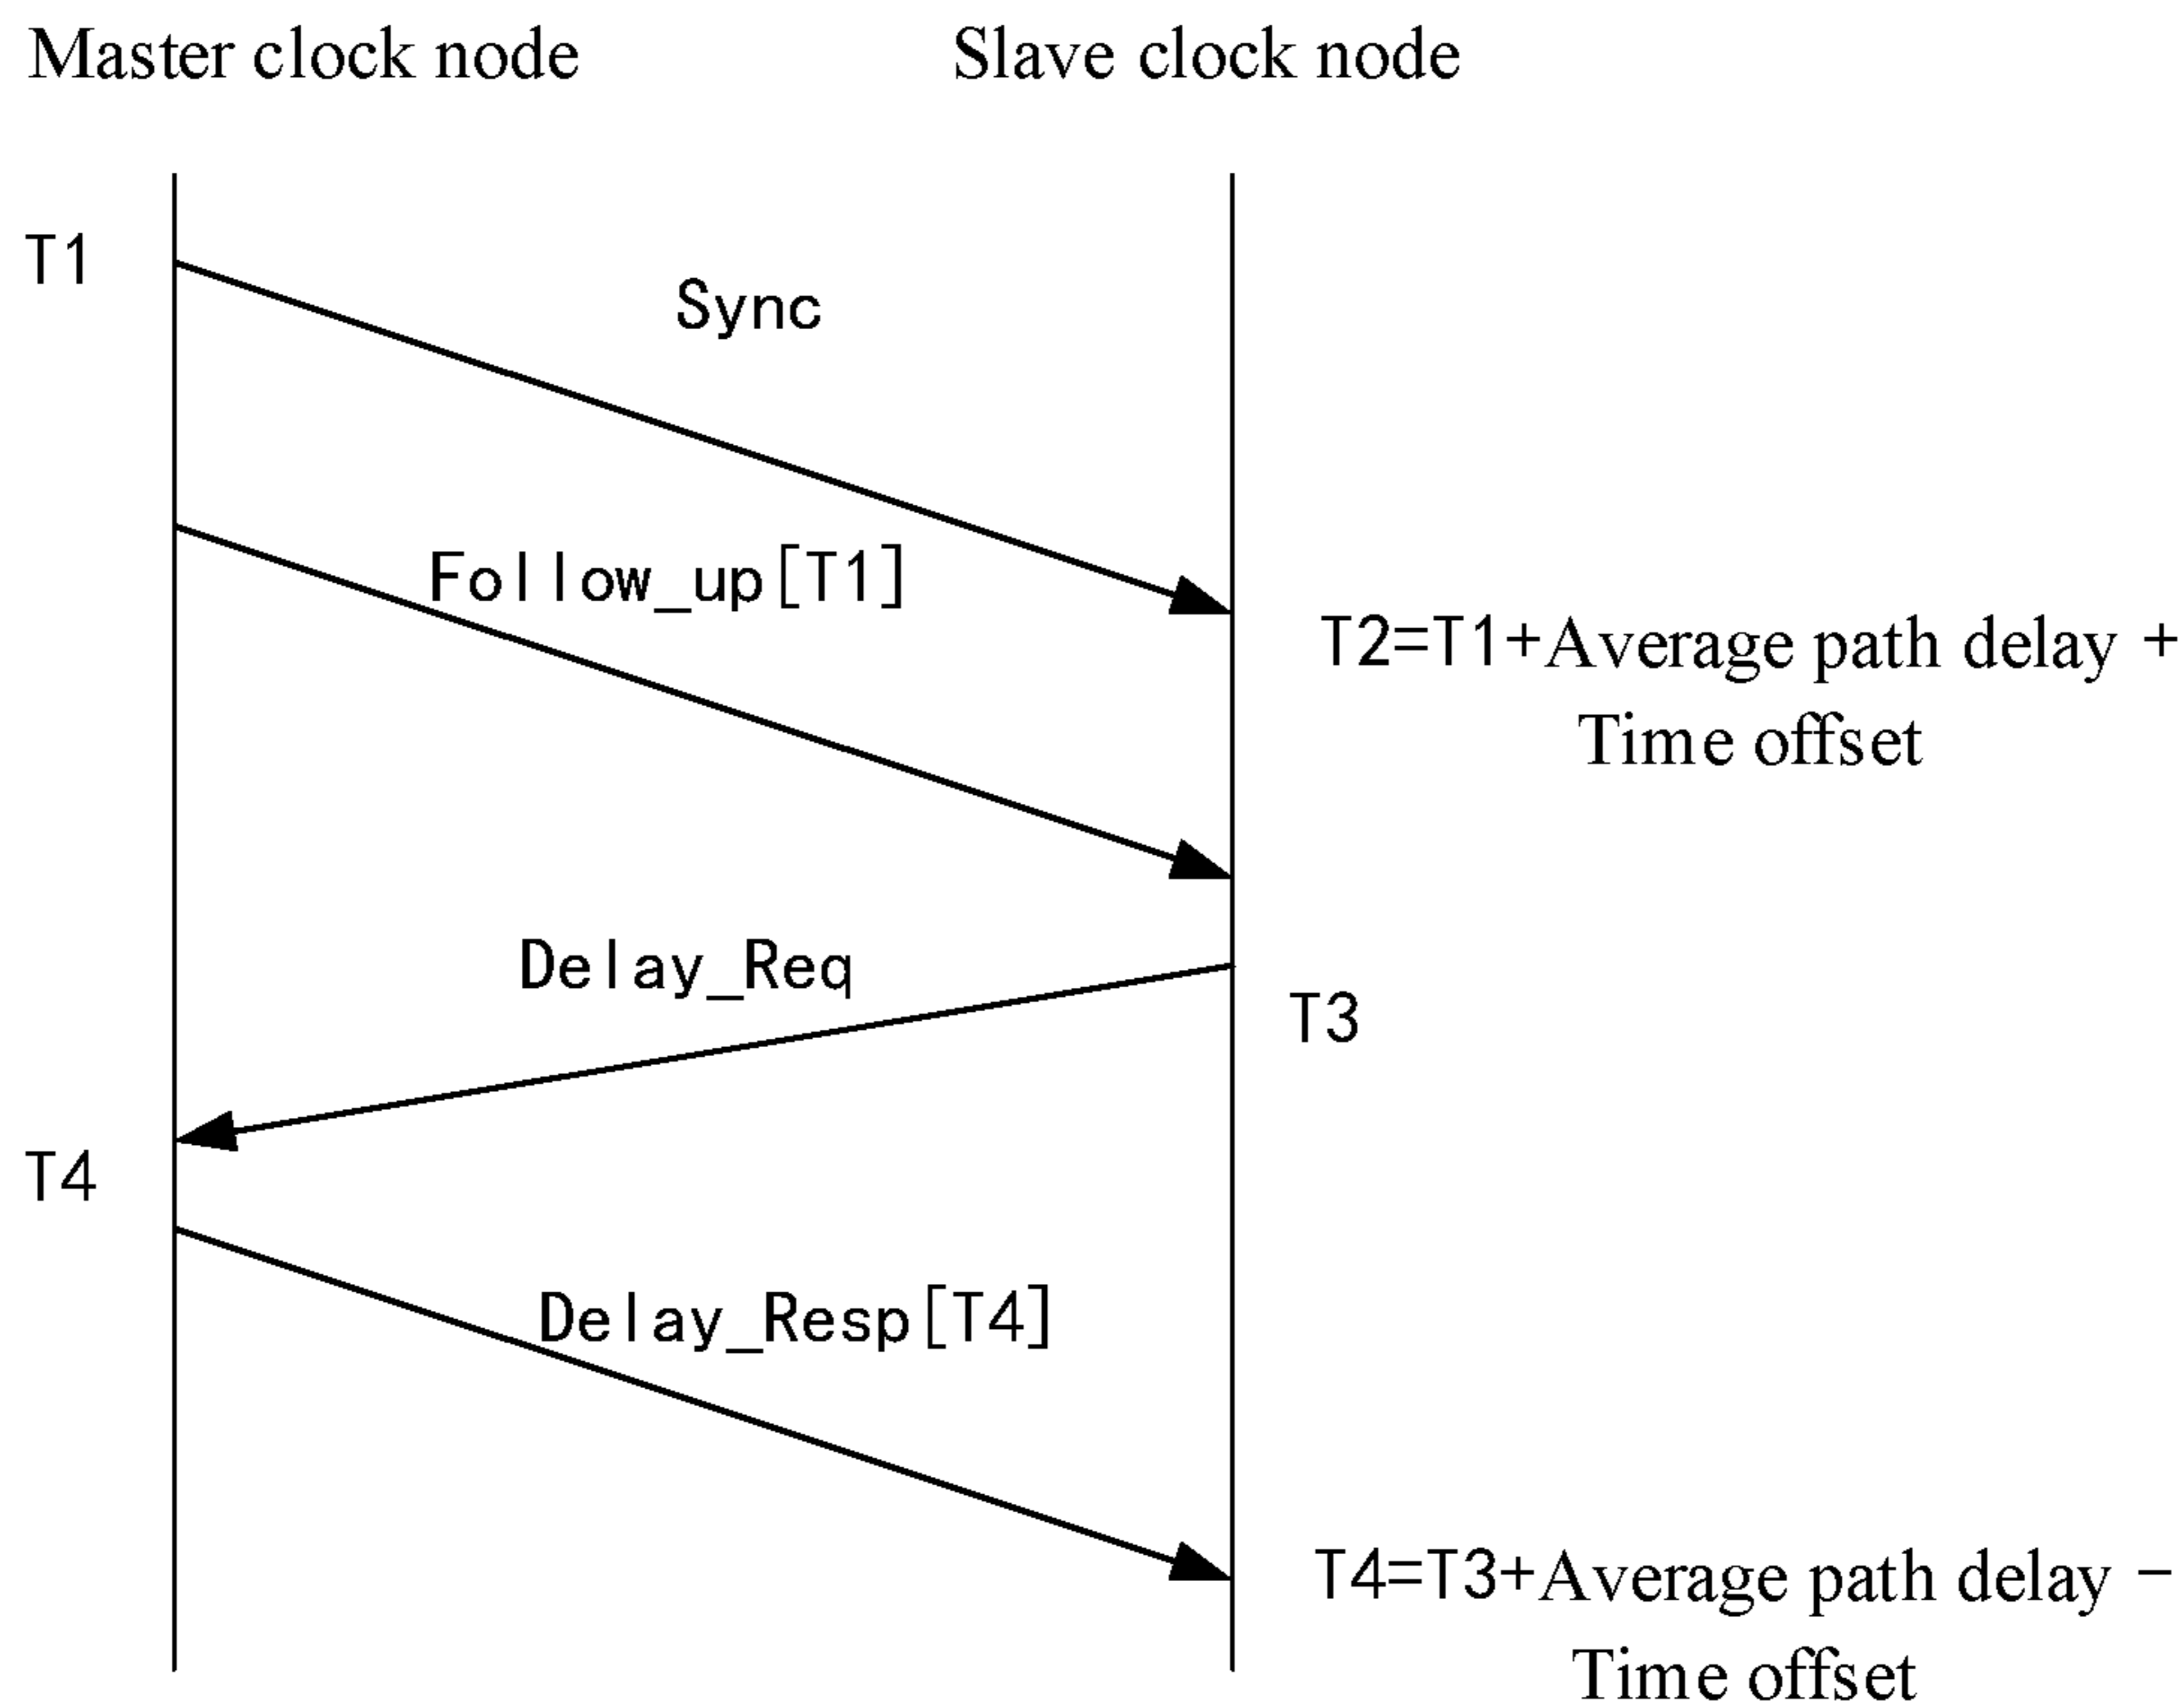 Master clock node
Slave clock node
T1
Sync
Follow_up[T1]
T2=T1+Average path delay +
Time offset
Delay_Req
T3
T4
Delay_Resp[T4]
T4=T3+Average path delay −
Time offset